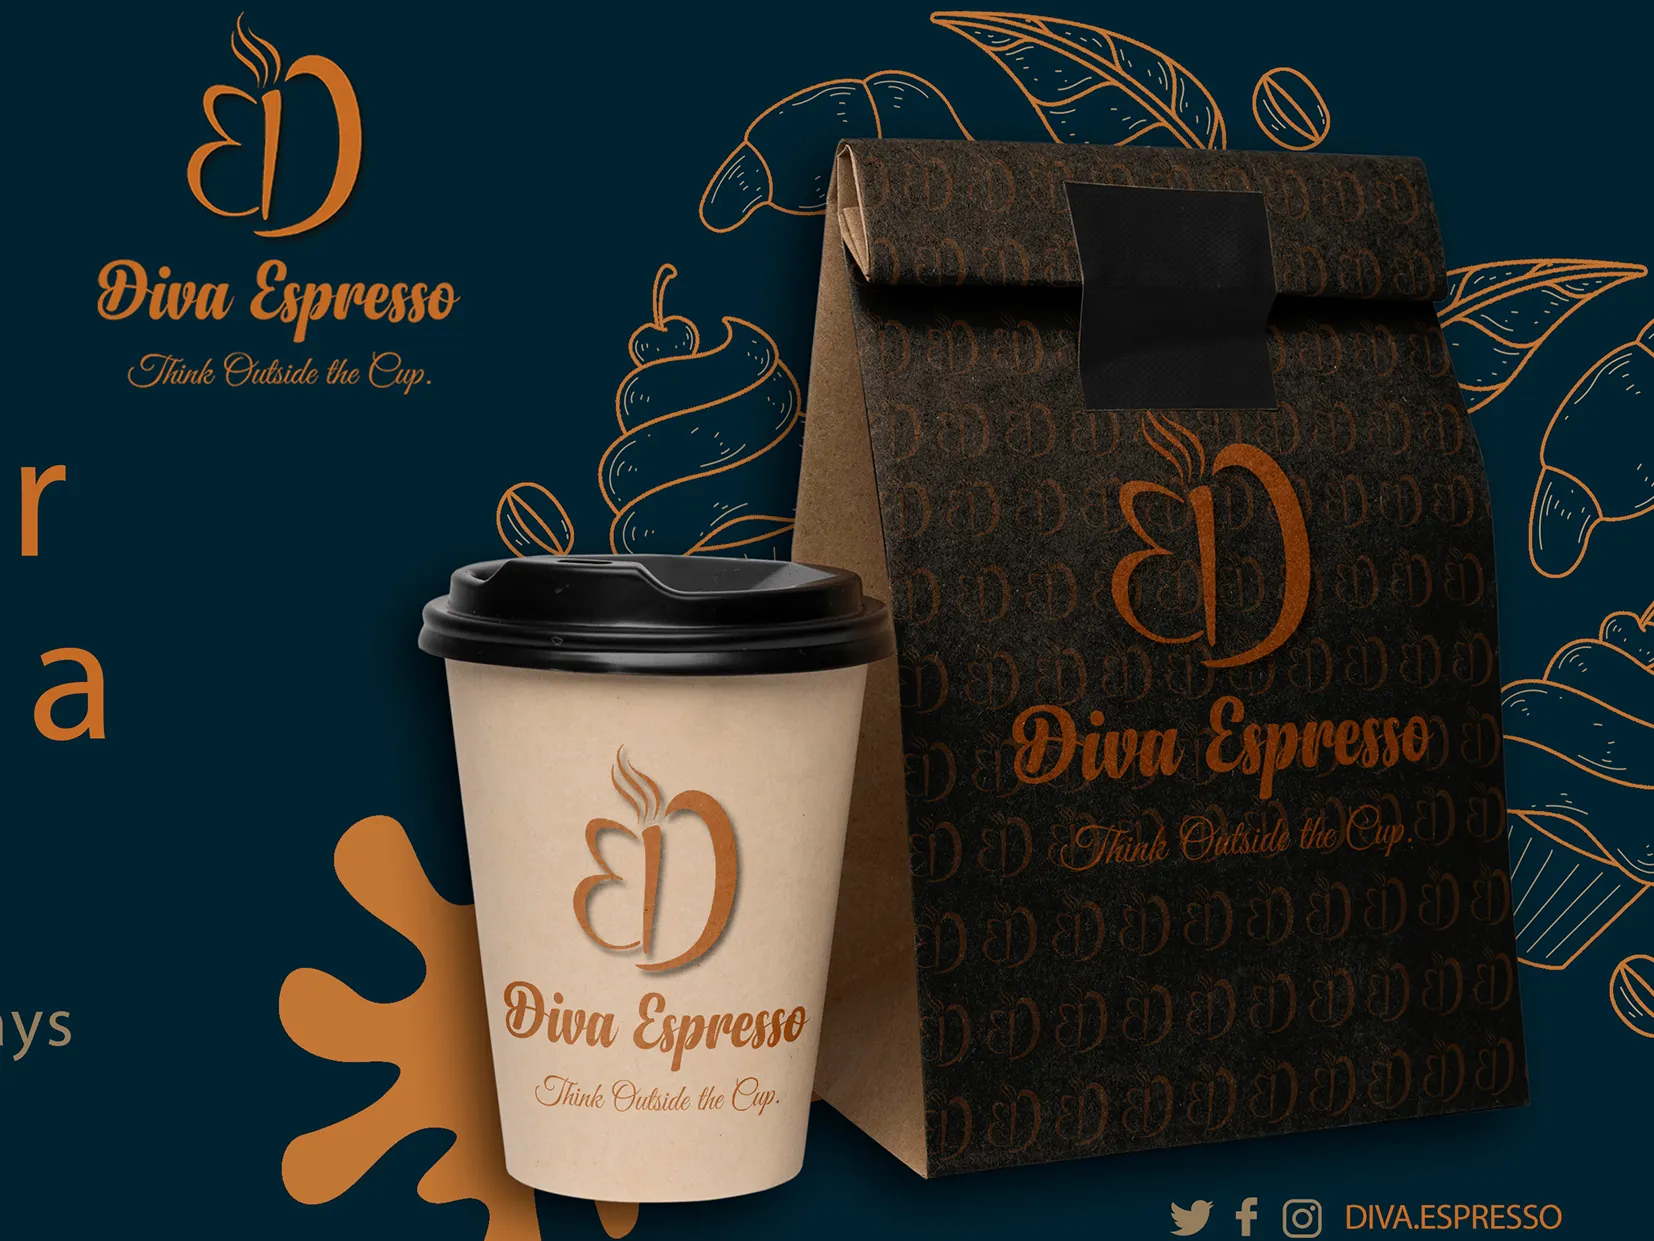 Diva Espresso
Think Outside the Cup.
r
a
ays
Diva Espresso
Think Outside the Cup.
Diva Espresso
Think Outside the Cup.
DIVA.ESPRESSO